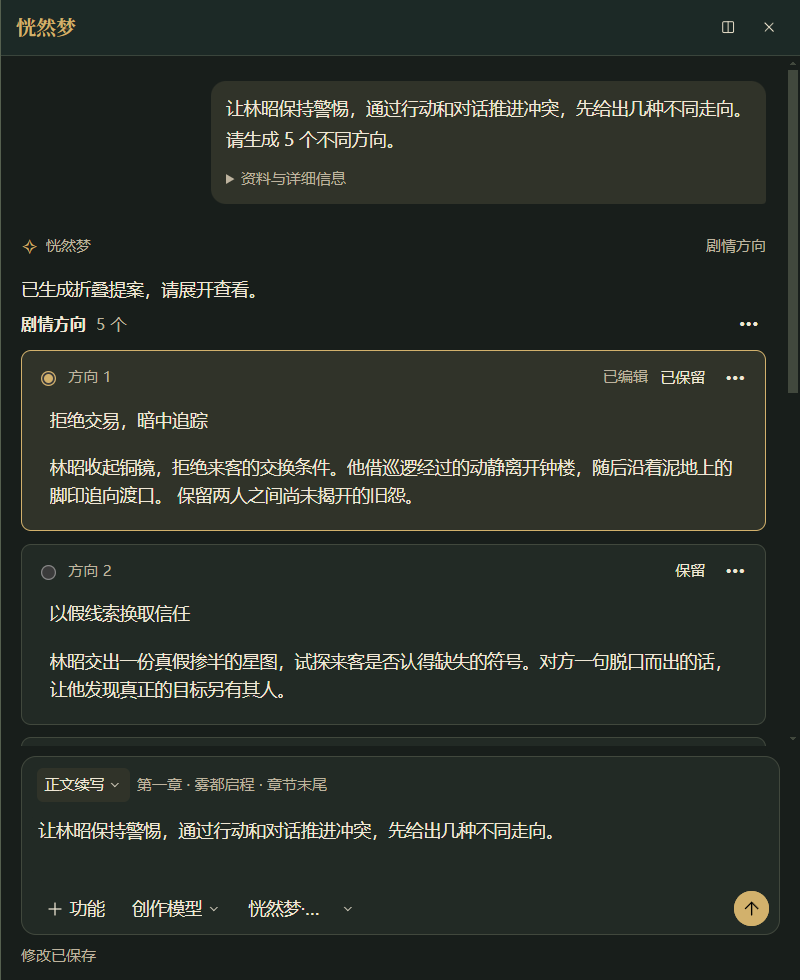 恍然梦
让林昭保持警惕，通过行动和对话推进冲突，先给出几种不同走向。
请生成 5 个不同方向。
资料与详细信息
恍然梦 剧情方向
已生成折叠提案，请展开查看。
剧情方向 5 个
方向 1 已编辑 已保留
拒绝交易，暗中追踪
林昭收起铜镜，拒绝来客的交换条件。他借巡逻经过的动静离开钟楼，随后沿着泥地上的
脚印追向渡口。 保留两人之间尚未揭开的旧怨。
方向 2 保留
以假线索换取信任
林昭交出一份真假掺半的星图，试探来客是否认得缺失的符号。对方一句脱口而出的话，
让他发现真正的目标另有其人。
正文续写 第一章 · 雾都启程 · 章节末尾
让林昭保持警惕，通过行动和对话推进冲突，先给出几种不同走向。
功能 创作模型 恍然梦·...
修改已保存